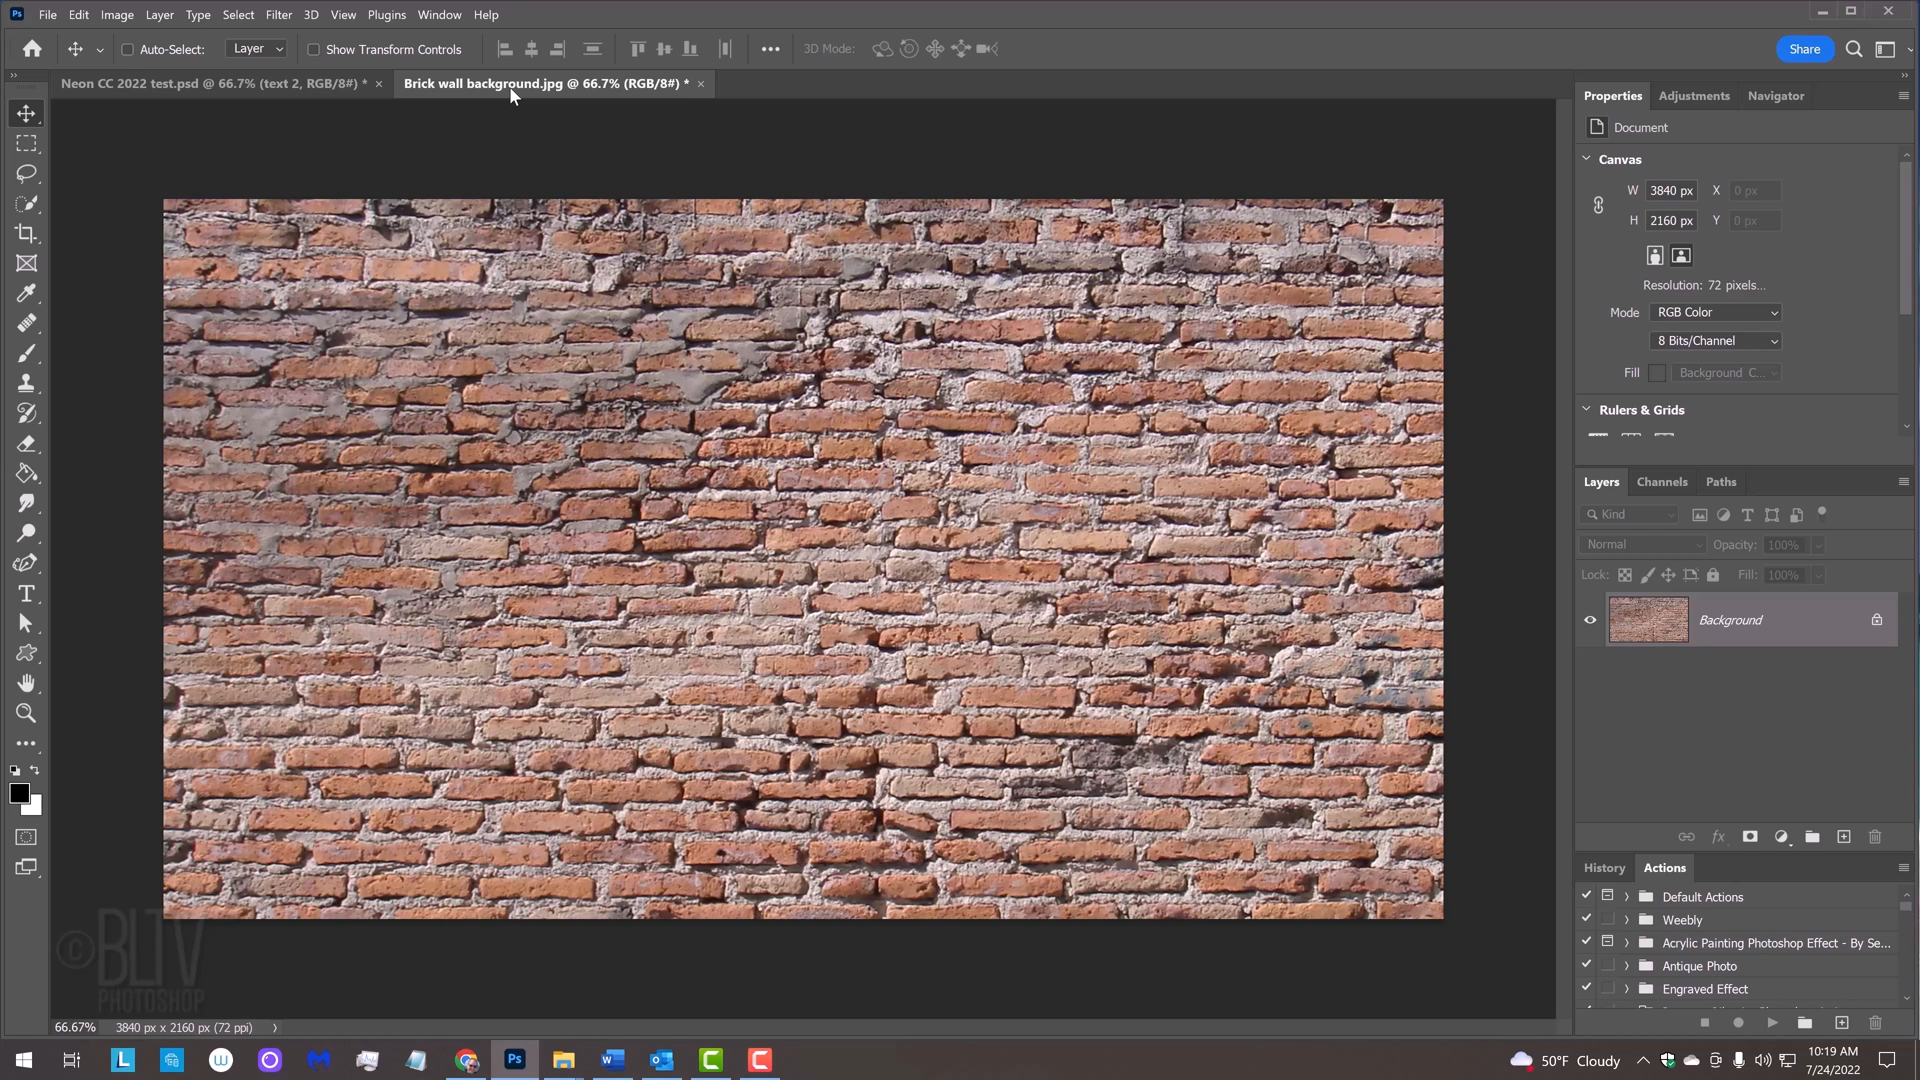 Ps File Edit Image Layer Type Select Filter 3D View Plugins Window Help
Auto-Select: Layer Show Transform Controls 3D Mode: Share
Neon CC 2022 test.psd @ 66.7% (text 2, RGB/8#) * Brick wall background.jpg @ 66.7% (RGB/8#) *
Properties Adjustments Navigator
Document
Canvas
W 3840 px X 0 px
H 2160 px Y 0 px
Resolution: 72 pixels...
Mode RGB Color
8 Bits/Channel
Fill Background C...
Rulers & Grids
Layers Channels Paths
Kind
Normal Opacity: 100%
Lock: Fill: 100%
Background
fx
History Actions
Default Actions
Weebly
Acrylic Painting Photoshop Effect - By Se...
Antique Photo
Engraved Effect
© BLTV
PHOTOSHOP
66.67% 3840 px x 2160 px (72 ppi)
50°F Cloudy
10:19 AM
7/24/2022